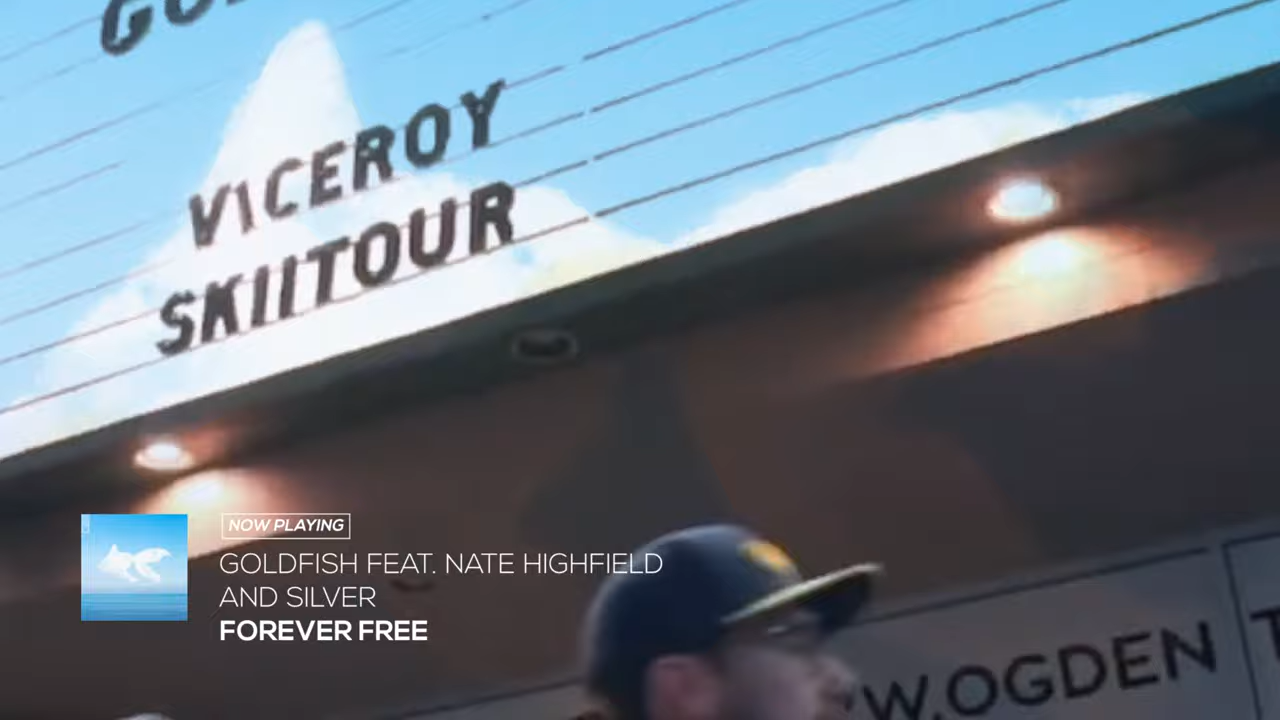 VICEROY
SKIITOUR
NOW PLAYING
GOLDFISH FEAT. NATE HIGHFIELD
AND SILVER
FOREVER FREE
W.OGDEN